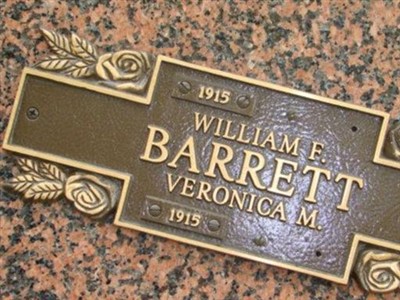 1915
WILLIAM F.
BARRETT
VERONICA M.
1915